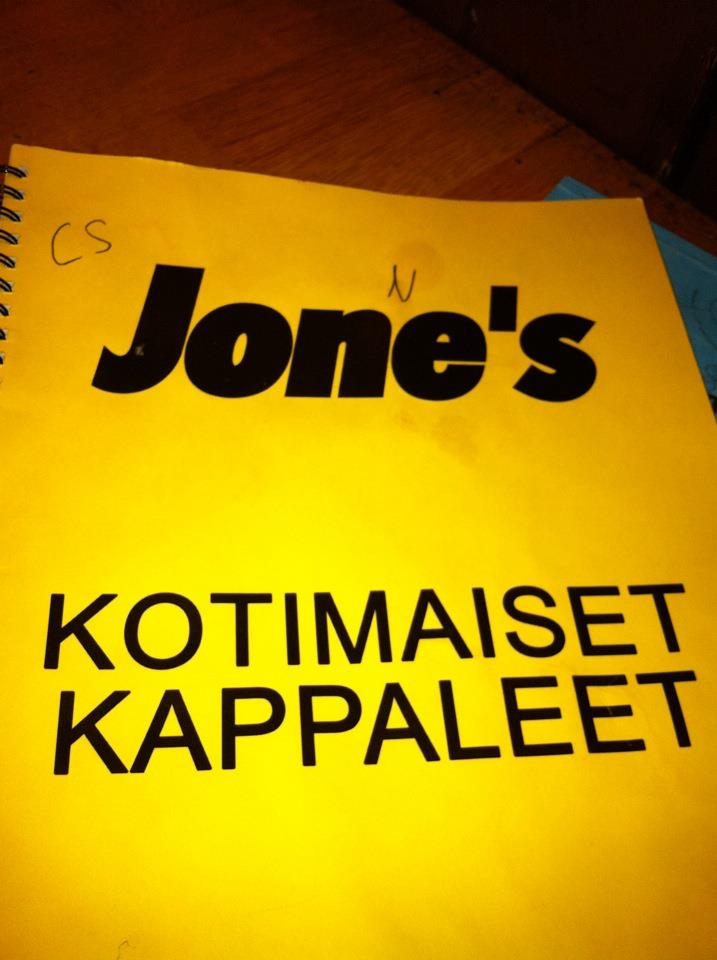 CS
N
Jone's
KOTIMAISET
KAPPALEET